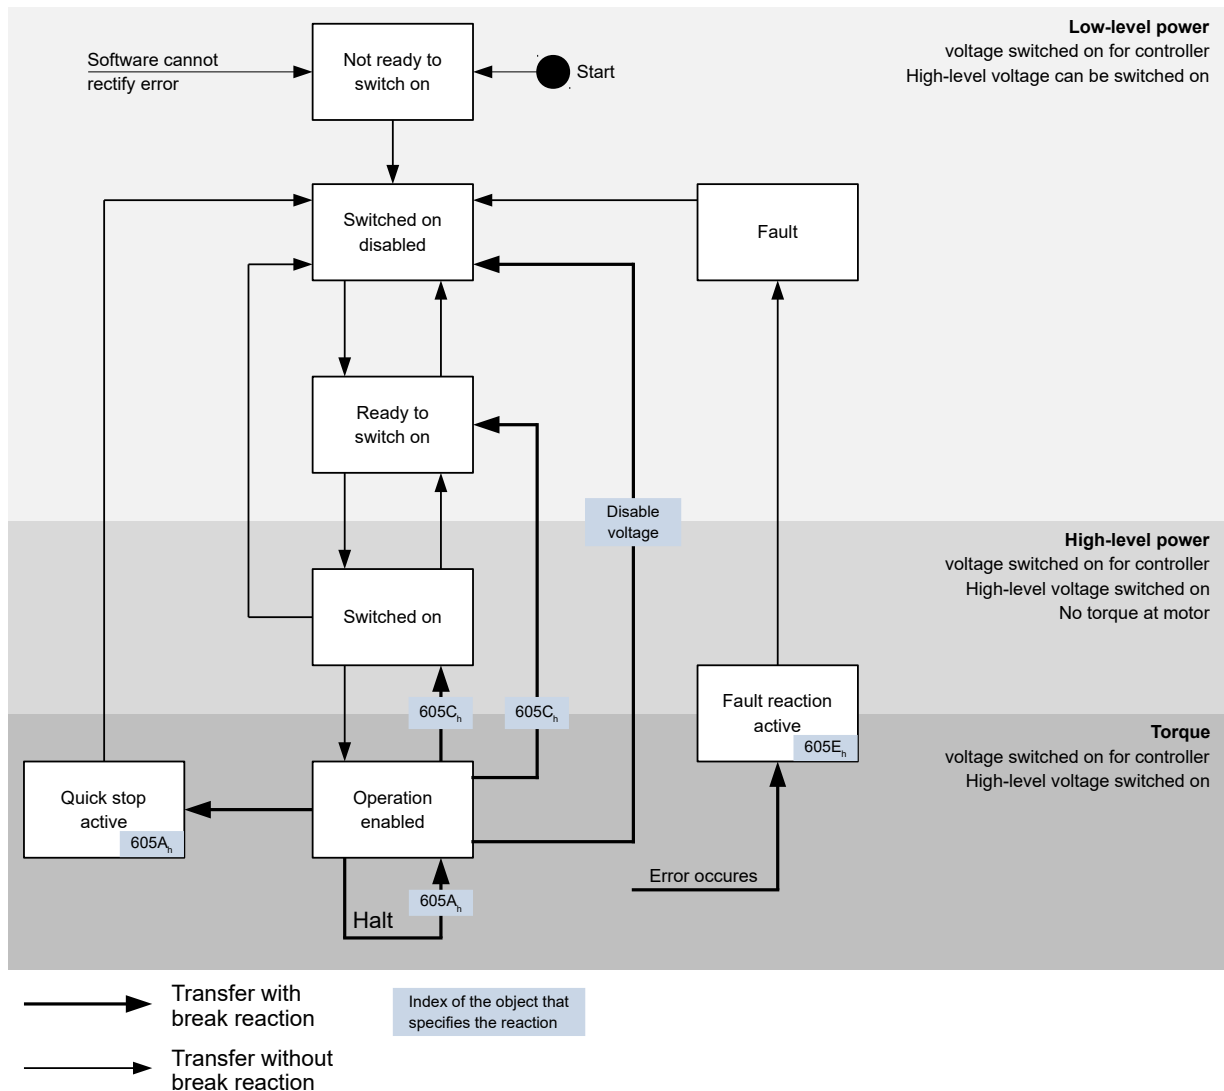 Low-level power
voltage switched on for controller
High-level voltage can be switched on
Software cannot
rectify error
Not ready to
switch on
Start
Switched on
disabled
Fault
Ready to
switch on
Disable
voltage
High-level power
voltage switched on for controller
High-level voltage switched on
No torque at motor
Switched on
605Ch
605Ch
Fault reaction
active
605Eh
Torque
voltage switched on for controller
High-level voltage switched on
Quick stop
active
605Ah
Operation
enabled
Error occures
605Ah
Halt
Transfer with
break reaction
Index of the object that
specifies the reaction
Transfer without
break reaction